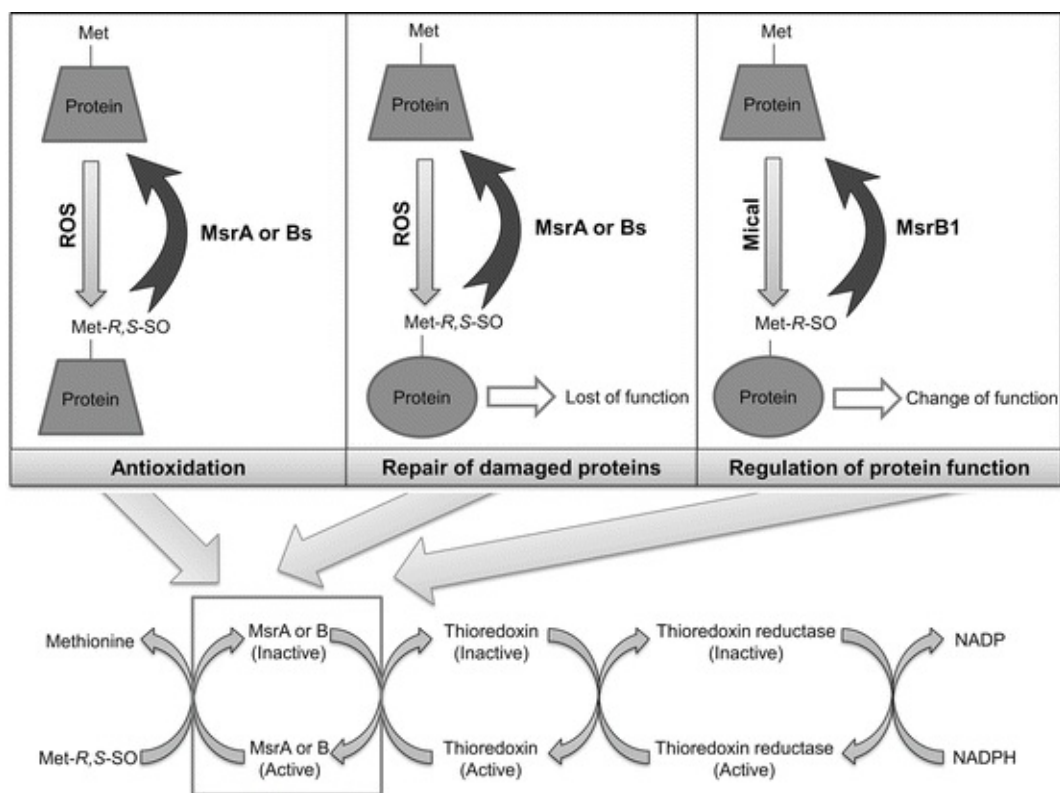 Met
Protein
ROS
MsrA or Bs
Met-R,S-SO
Protein
Antioxidation
Met
Protein
ROS
MsrA or Bs
Met-R,S-SO
Protein
Lost of function
Repair of damaged proteins
Met
Protein
Mical
MsrB1
Met-R-SO
Protein
Change of function
Regulation of protein function
Methionine
MsrA or B
(Inactive)
Thioredoxin
(Inactive)
Thioredoxin reductase
(Inactive)
NADP
Met-R,S-SO
MsrA or B
(Active)
Thioredoxin
(Active)
Thioredoxin reductase
(Active)
NADPH